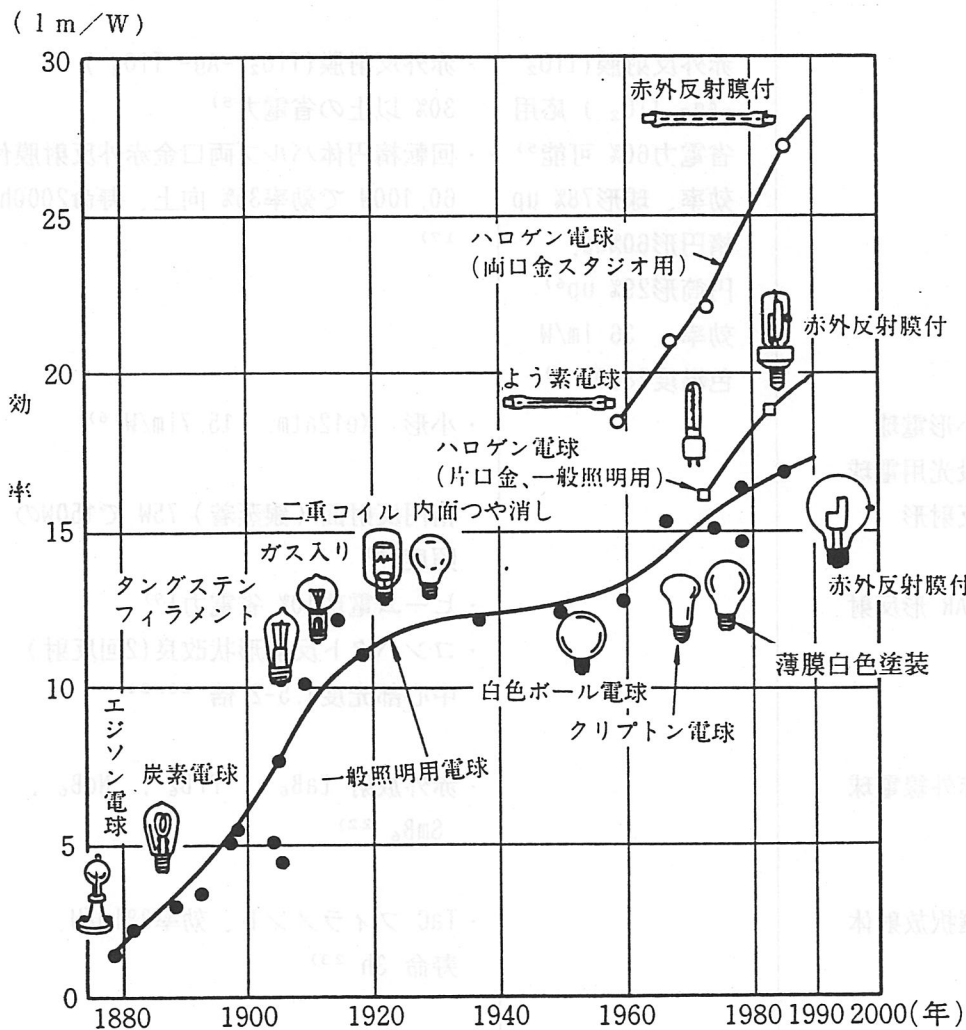 (lm/W)
30
赤外反射膜付
25
ハロゲン電球
(両口金スタジオ用)
赤外反射膜付
20
よう素電球
効
ハロゲン電球
(片口金、一般照明用)
率
二重コイル 内面つや消し
15
ガス入り
タングステン
フィラメント
赤外反射膜付
薄膜白色塗装
10
白色ボール電球
クリプトン電球
エジソン電球
炭素電球
一般照明用電球
5
0
1880 1900 1920 1940 1960 1980 1990 2000(年)